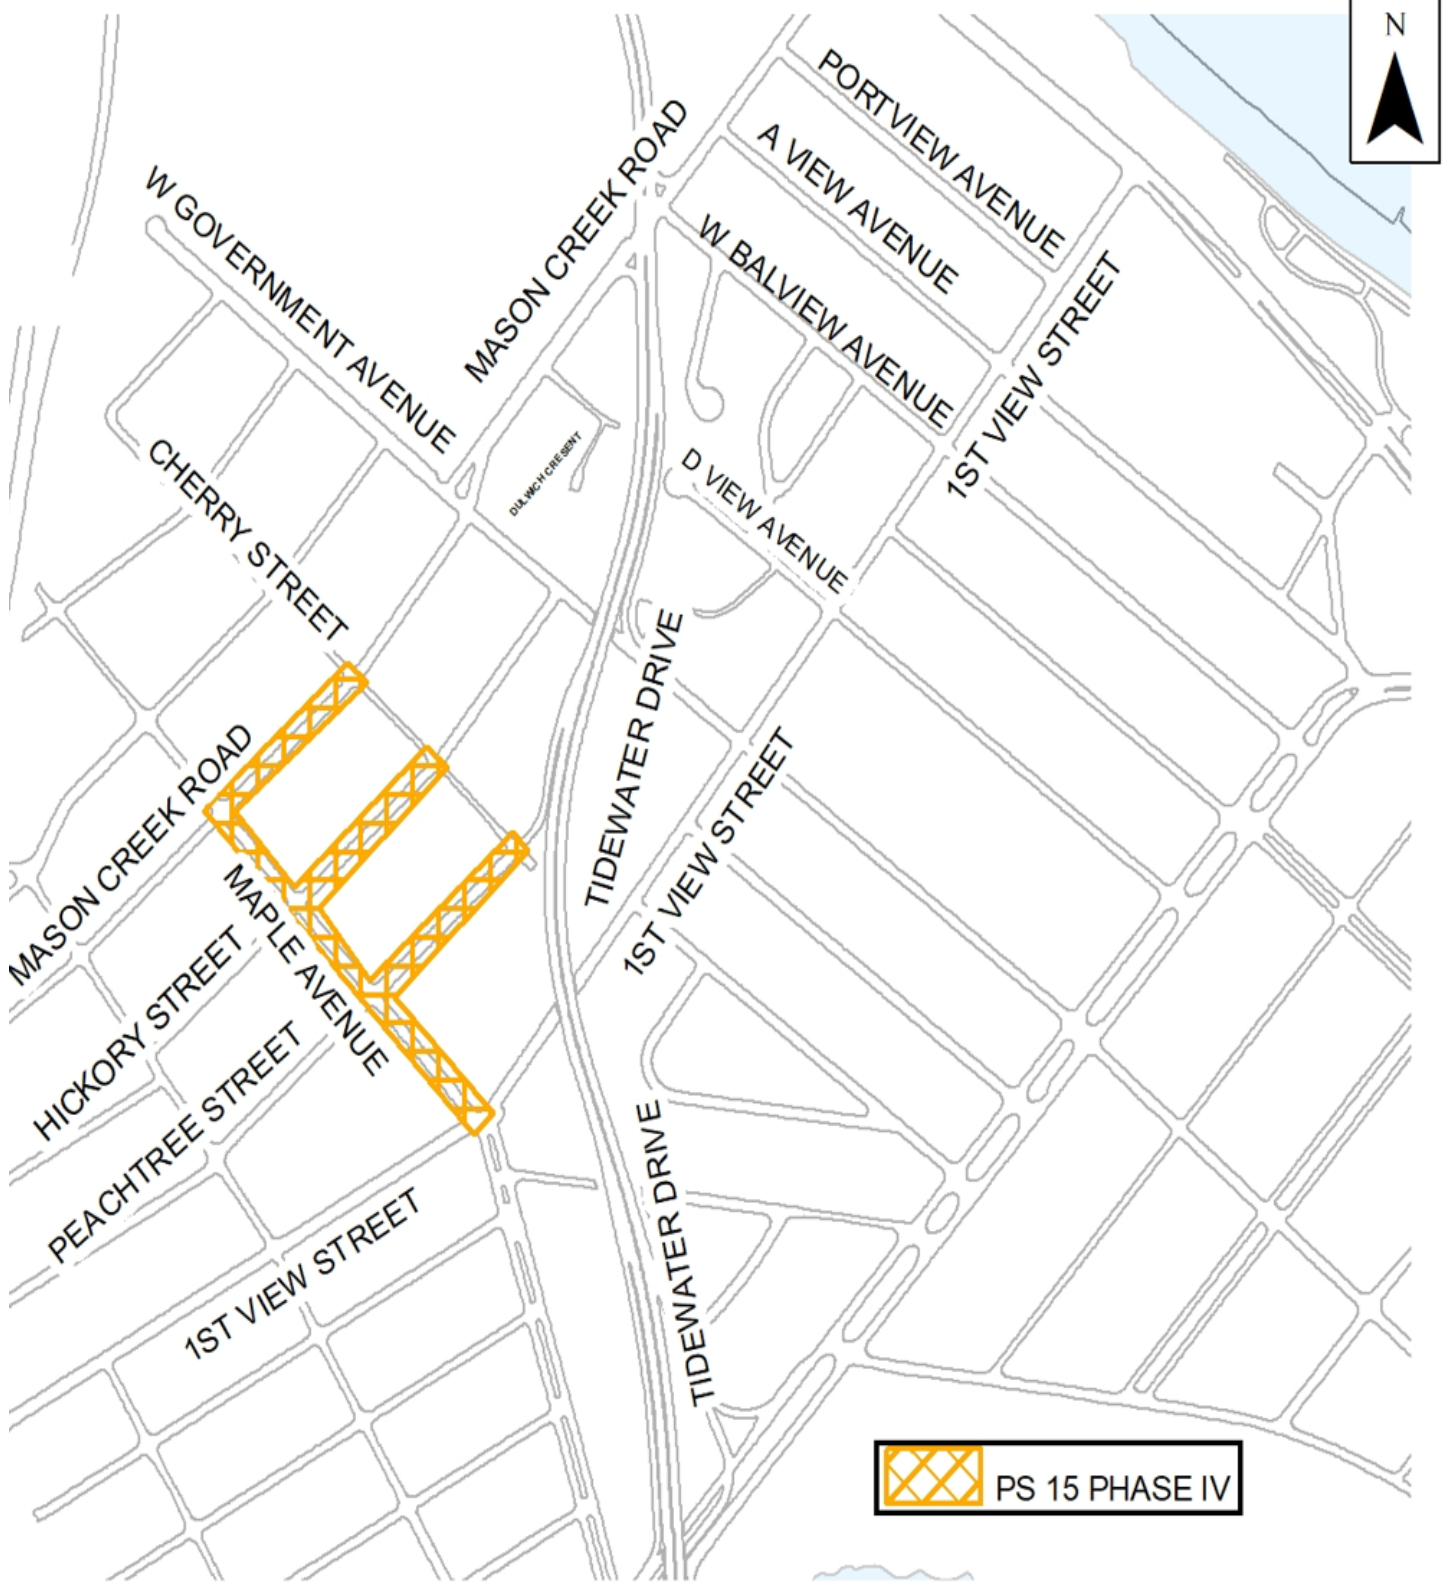 N
PORTVIEW AVENUE
A VIEW AVENUE
MASON CREEK ROAD
W GOVERNMENT AVENUE
W BALVIEW AVENUE
1ST VIEW STREET
DULWICH CRESENT
CHERRY STREET
D VIEW AVENUE
TIDEWATER DRIVE
MASON CREEK ROAD
1ST VIEW STREET
MAPLE AVENUE
HICKORY STREET
PEACHTREE STREET
TIDEWATER DRIVE
1ST VIEW STREET
PS 15 PHASE IV